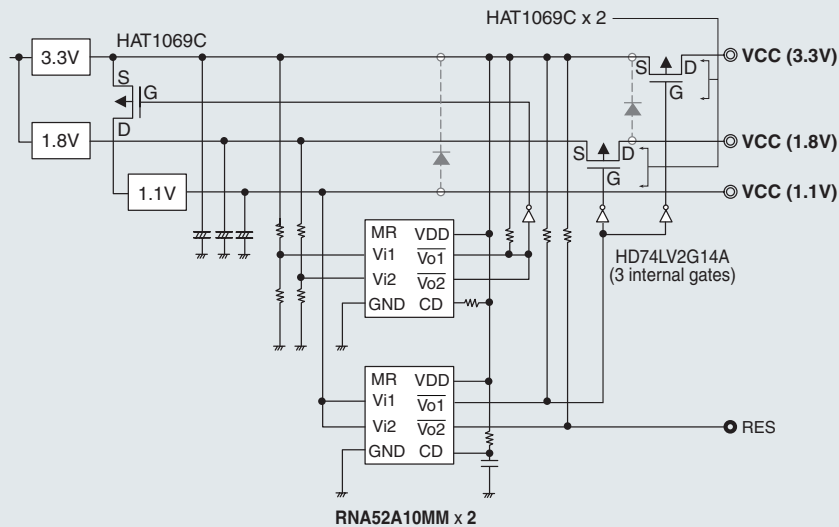 HAT1069C x 2
HAT1069C
3.3V
S
D
VCC (3.3V)
S
G
G
D
1.8V
S
D
VCC (1.8V)
G
1.1V
VCC (1.1V)
MR
VDD
Vi1
Vo1
Vi2
Vo2
GND
CD
HD74LV2G14A
(3 internal gates)
MR
VDD
Vi1
Vo1
Vi2
Vo2
RES
GND
CD
RNA52A10MM x 2